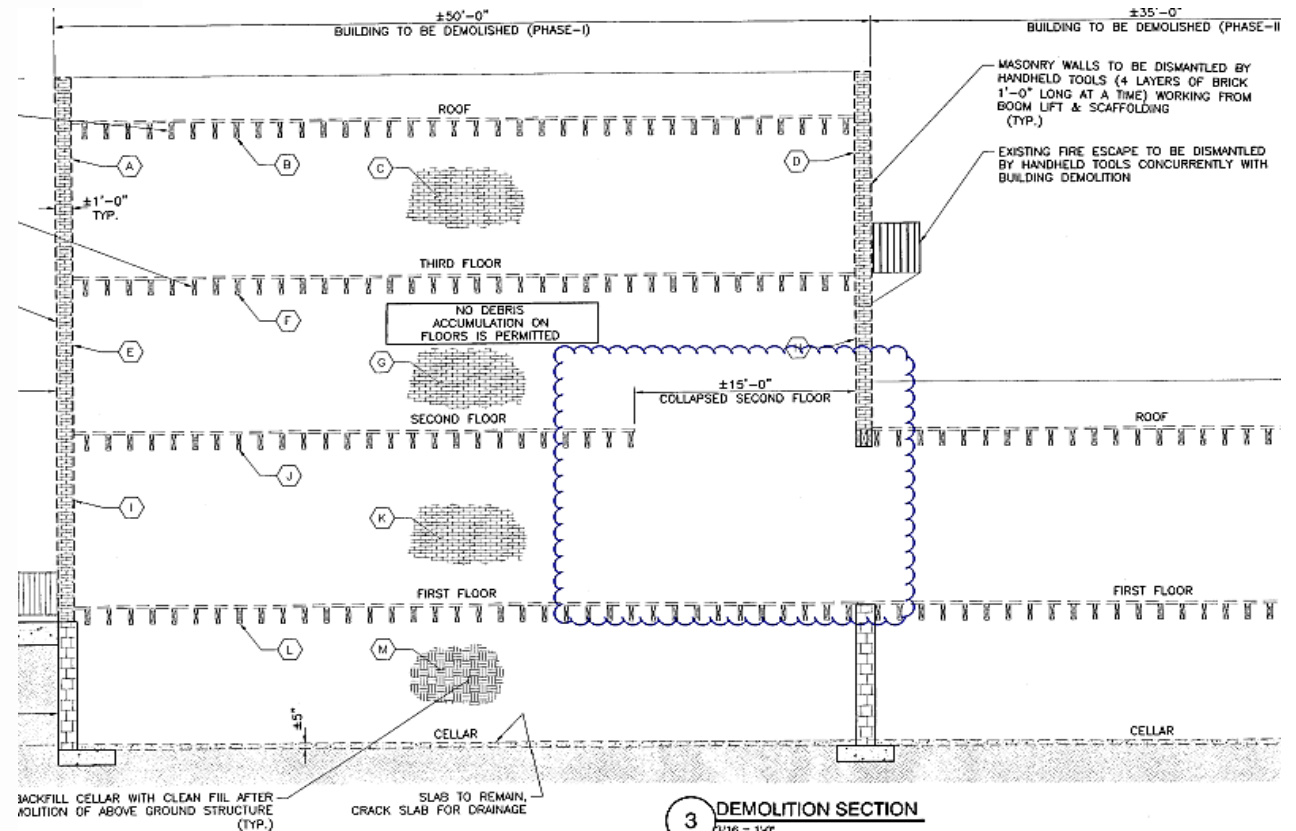 ±50'-0"
BUILDING TO BE DEMOLISHED (PHASE-I)
±35'-0"
BUILDING TO BE DEMOLISHED (PHASE-II
MASONRY WALLS TO BE DISMANTLED BY
HANDHELD TOOLS (4 LAYERS OF BRICK
1'-0" LONG AT A TIME) WORKING FROM
BOOM LIFT & SCAFFOLDING
(TYP.)
EXISTING FIRE ESCAPE TO BE DISMANTLED
BY HANDHELD TOOLS CONCURRENTLY WITH
BUILDING DEMOLITION
ROOF
A
B
C
D
±1'-0"
TYP.
THIRD FLOOR
F
NO DEBRIS
ACCUMULATION ON
FLOORS IS PERMITTED
E
G
H
±15'-0"
COLLAPSED SECOND FLOOR
SECOND FLOOR
ROOF
J
I
K
FIRST FLOOR
FIRST FLOOR
L
M
±5"
CELLAR
CELLAR
BACKFILL CELLAR WITH CLEAN FIIL AFTER
MOLITION OF ABOVE GROUND STRUCTURE
(TYP.)
SLAB TO REMAIN,
CRACK SLAB FOR DRAINAGE
3
DEMOLITION SECTION